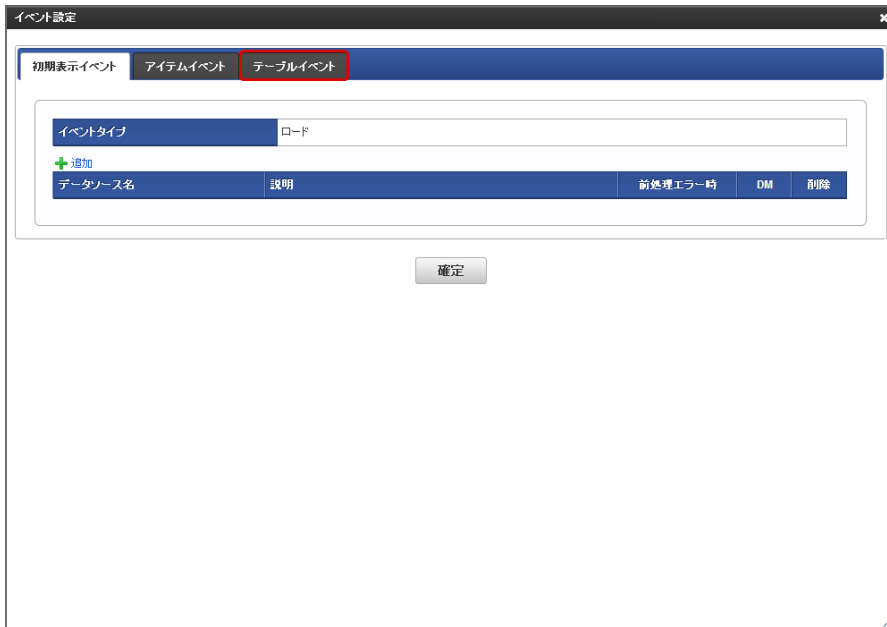 イベント設定
初期表示イベント アイテムイベント テーブルイベント
イベントタイプ ロード
追加
データソース名 説明 前処理エラー時 DM 削除
確定